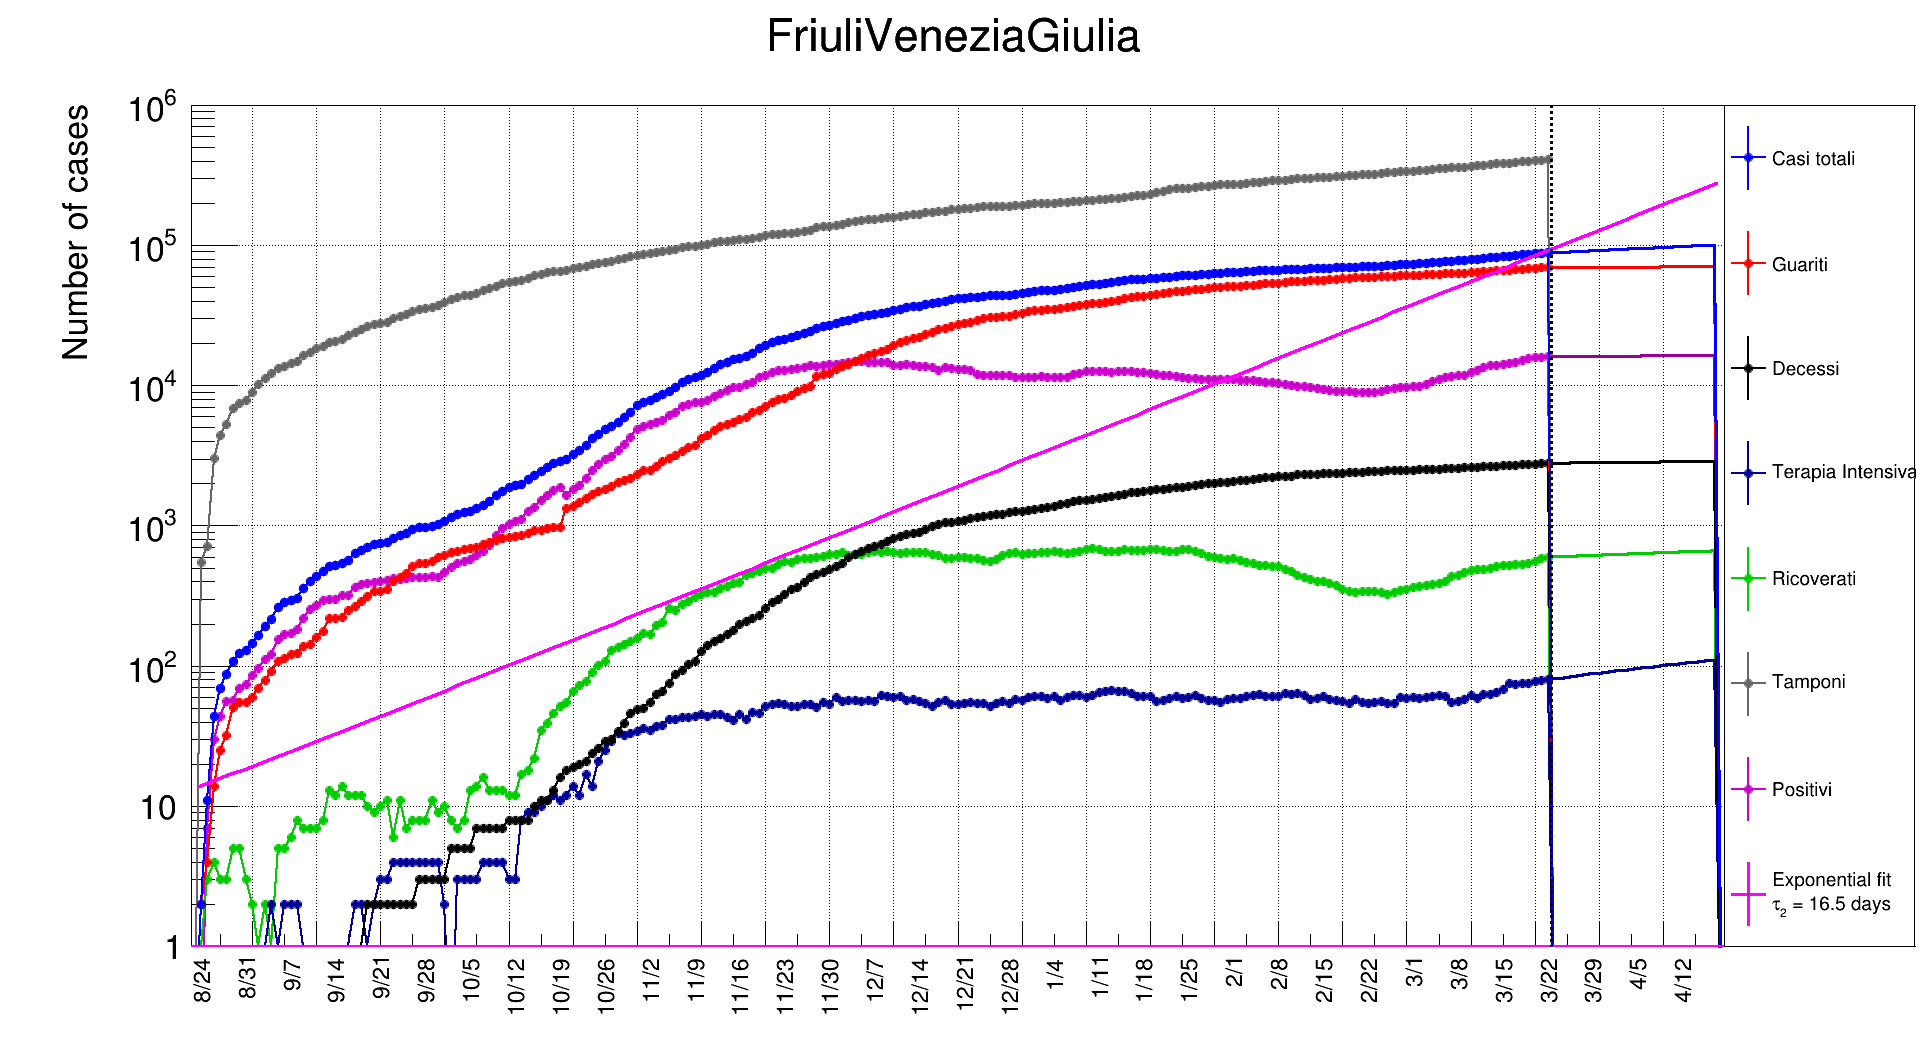 FriuliVeneziaGiulia
Number of cases
10^6
10^5
10^4
10^3
10^2
10
1
8/24 8/31 9/7 9/14 9/21 9/28 10/5 10/12 10/19 10/26 11/2 11/9 11/16 11/23 11/30 12/7 12/14 12/21 12/28 1/4 1/11 1/18 1/25 2/1 2/8 2/15 2/22 3/1 3/8 3/15 3/22 3/29 4/5 4/12
Casi totali
Guariti
Decessi
Terapia Intensiva
Ricoverati
Tamponi
Positivi
Exponential fit
τ₂ = 16.5 days